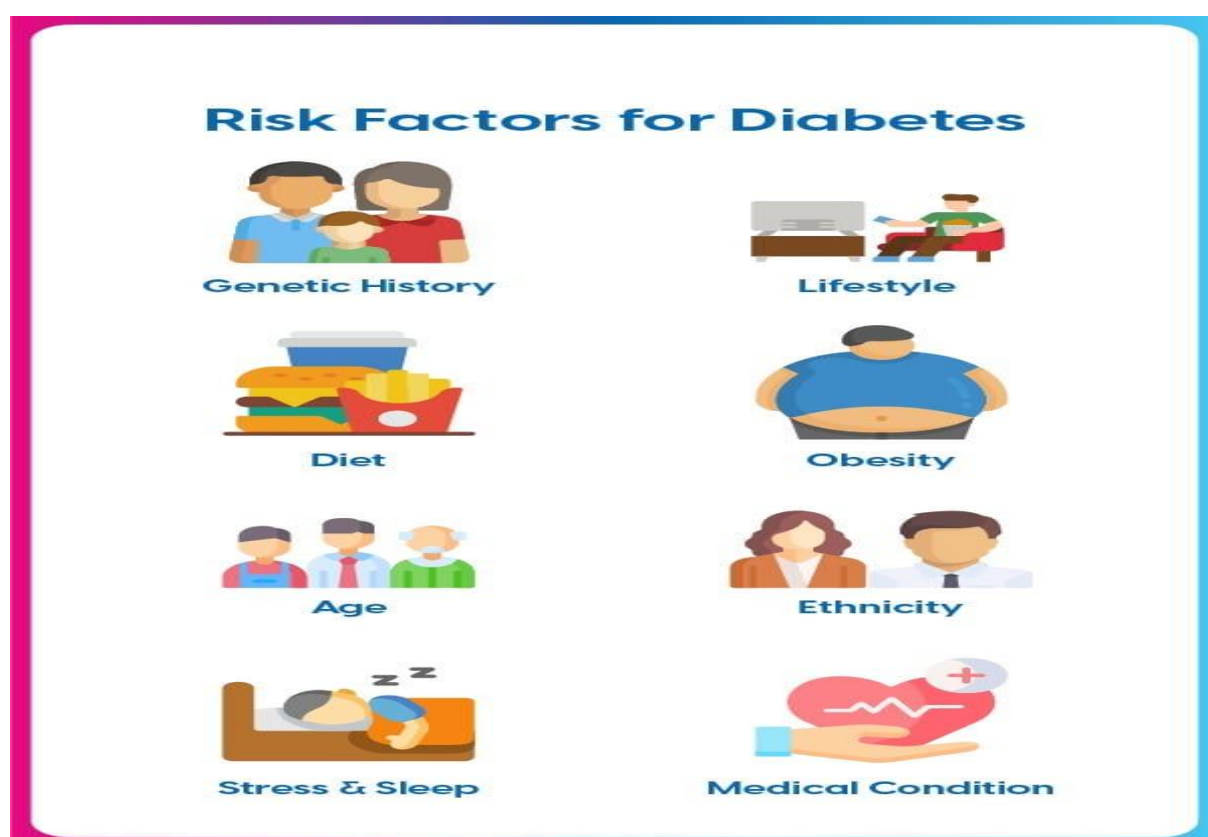 Risk Factors for Diabetes
Genetic History
Lifestyle
Diet
Obesity
Age
Ethnicity
z z
Stress & Sleep
Medical Condition